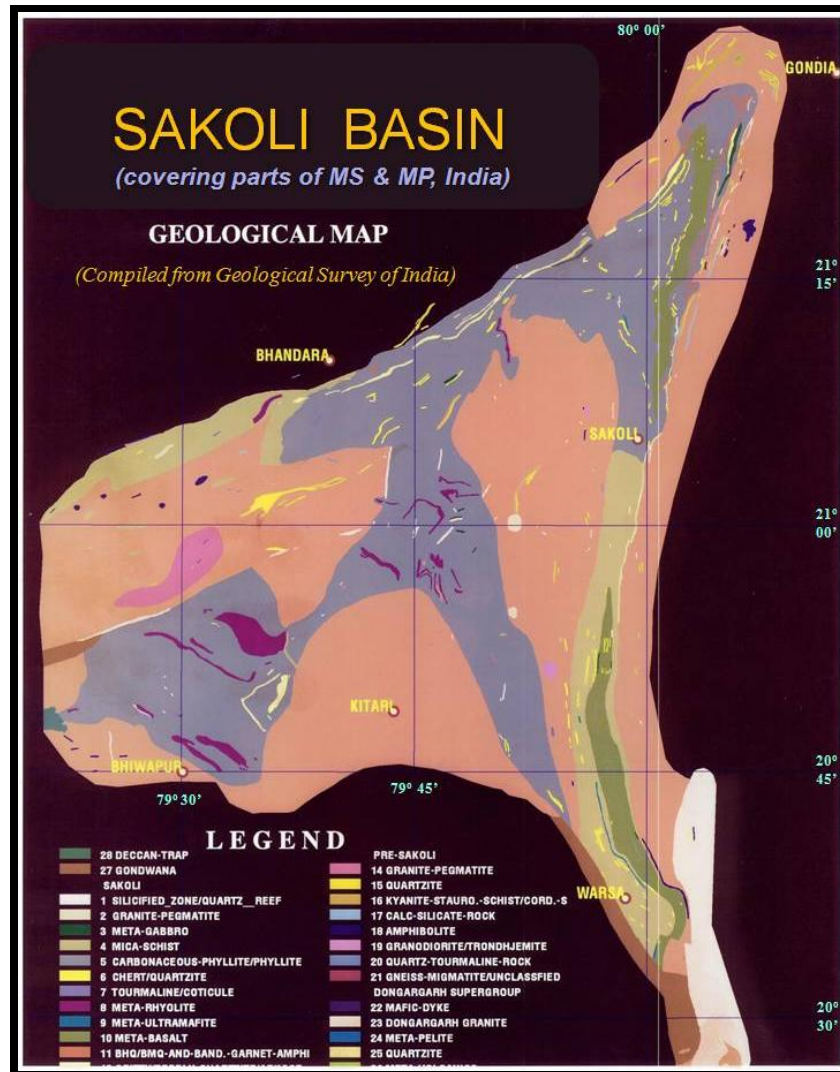 80° 00'
GONDIA
SAKOLI BASIN
(covering parts of MS & MP, India)
GEOLOGICAL MAP
(Compiled from Geological Survey of India)
21°
15'
BHANDARA
SAKOLI
21°
00'
KITARI
BHIWAPUR
79° 30'
79° 45'
20°
45'
LEGEND
28 DECCAN-TRAP
27 GONDWANA
SAKOLI
1 SILICIFIED_ZONE/QUARTZ__REEF
2 GRANITE-PEGMATITE
3 META-GABBRO
4 MICA-SCHIST
5 CARBONACEOUS-PHYLLITE/PHYLLITE
6 CHERT/QUARTZITE
7 TOURMALINE/COTICULE
8 META-RHYOLITE
9 META-ULTRAMAFITE
10 META-BASALT
11 BHQ/BMQ-AND-BAND.-GARNET-AMPHI
PRE-SAKOLI
14 GRANITE-PEGMATITE
15 QUARTZITE
16 KYANITE-STAURO.-SCHIST/CORD.-S
17 CALC-SILICATE-ROCK
18 AMPHIBOLITE
19 GRANODIORITE/TRONDHJEMITE
20 QUARTZ-TOURMALINE-ROCK
21 GNEISS-MIGMATITE/UNCLASSFIED
DONGARGARH SUPERGROUP
22 MAFIC-DYKE
23 DONGARGARH GRANITE
24 META-PELITE
25 QUARTZITE
WARSA
20°
30'